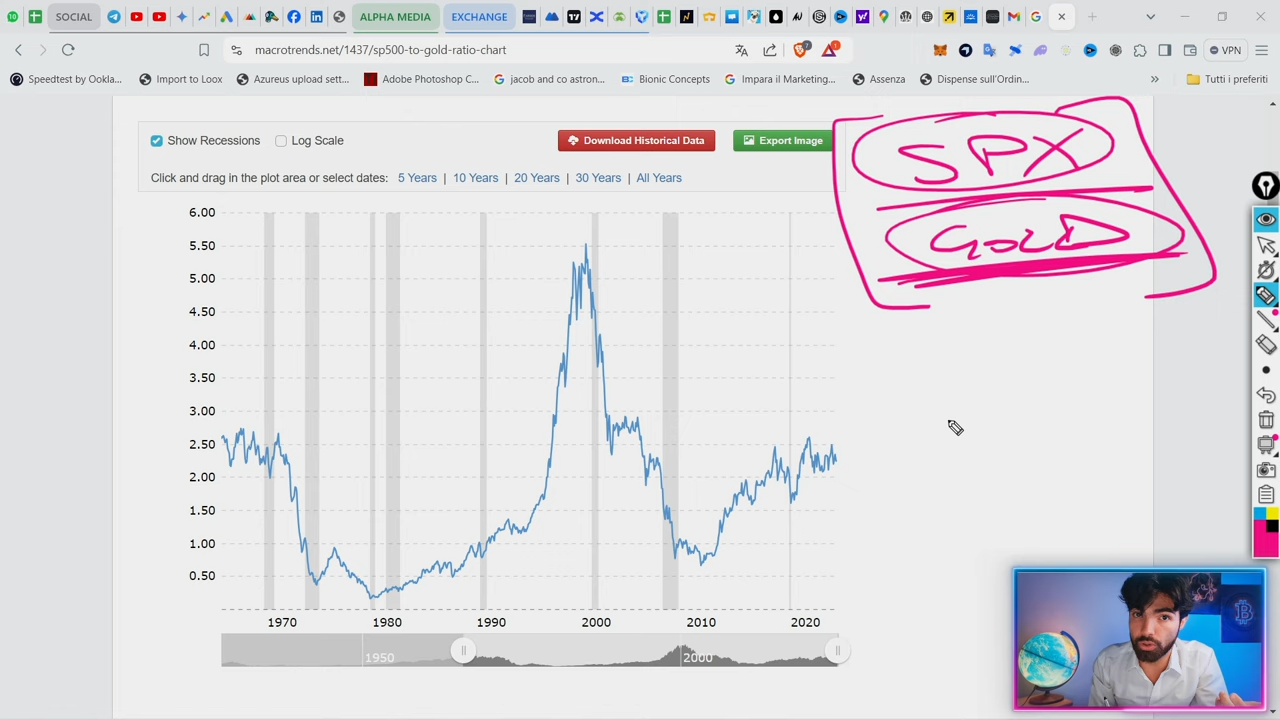 SOCIAL
ALPHA MEDIA
EXCHANGE
macrotrends.net/1437/sp500-to-gold-ratio-chart
VPN
Speedtest by Ookla...
Import to Loox
Azureus upload sett...
Adobe Photoshop C...
jacob and co astron...
Bionic Concepts
Impara il Marketing...
Assenza
Dispense sull'Ordin...
Tutti i preferiti
Show Recessions
Log Scale
Download Historical Data
Export Image
Click and drag in the plot area or select dates:
5 Years
10 Years
20 Years
30 Years
All Years
SPX
GOLD
6.00
5.50
5.00
4.50
4.00
3.50
3.00
2.50
2.00
1.50
1.00
0.50
1970
1980
1990
2000
2010
2020
1950
2000